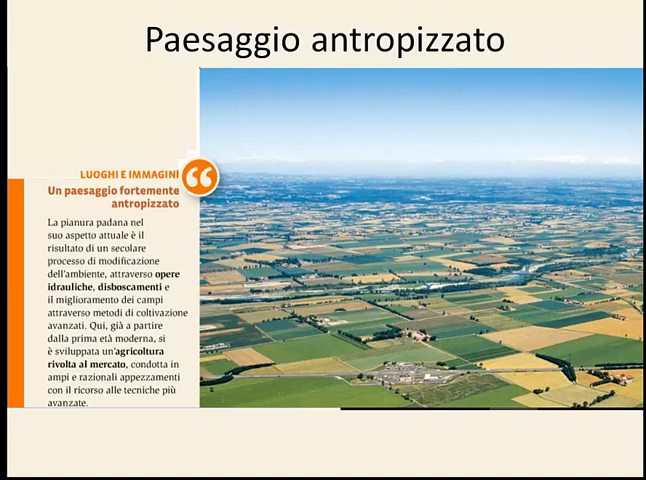 Paesaggio antropizzato
LUOGHI E IMMAGINI
Un paesaggio fortemente
antropizzato
La pianura padana nel
suo aspetto attuale è il
risultato di un secolare
processo di modificazione
dell'ambiente, attraverso opere
idrauliche, disboscamenti e
il miglioramento dei campi
attraverso metodi di coltivazione
avanzati. Qui, già a partire
dalla prima età moderna, si
è sviluppata un'agricoltura
rivolta al mercato, condotta in
ampi e razionali appezzamenti
con il ricorso alle tecniche più
avanzate.